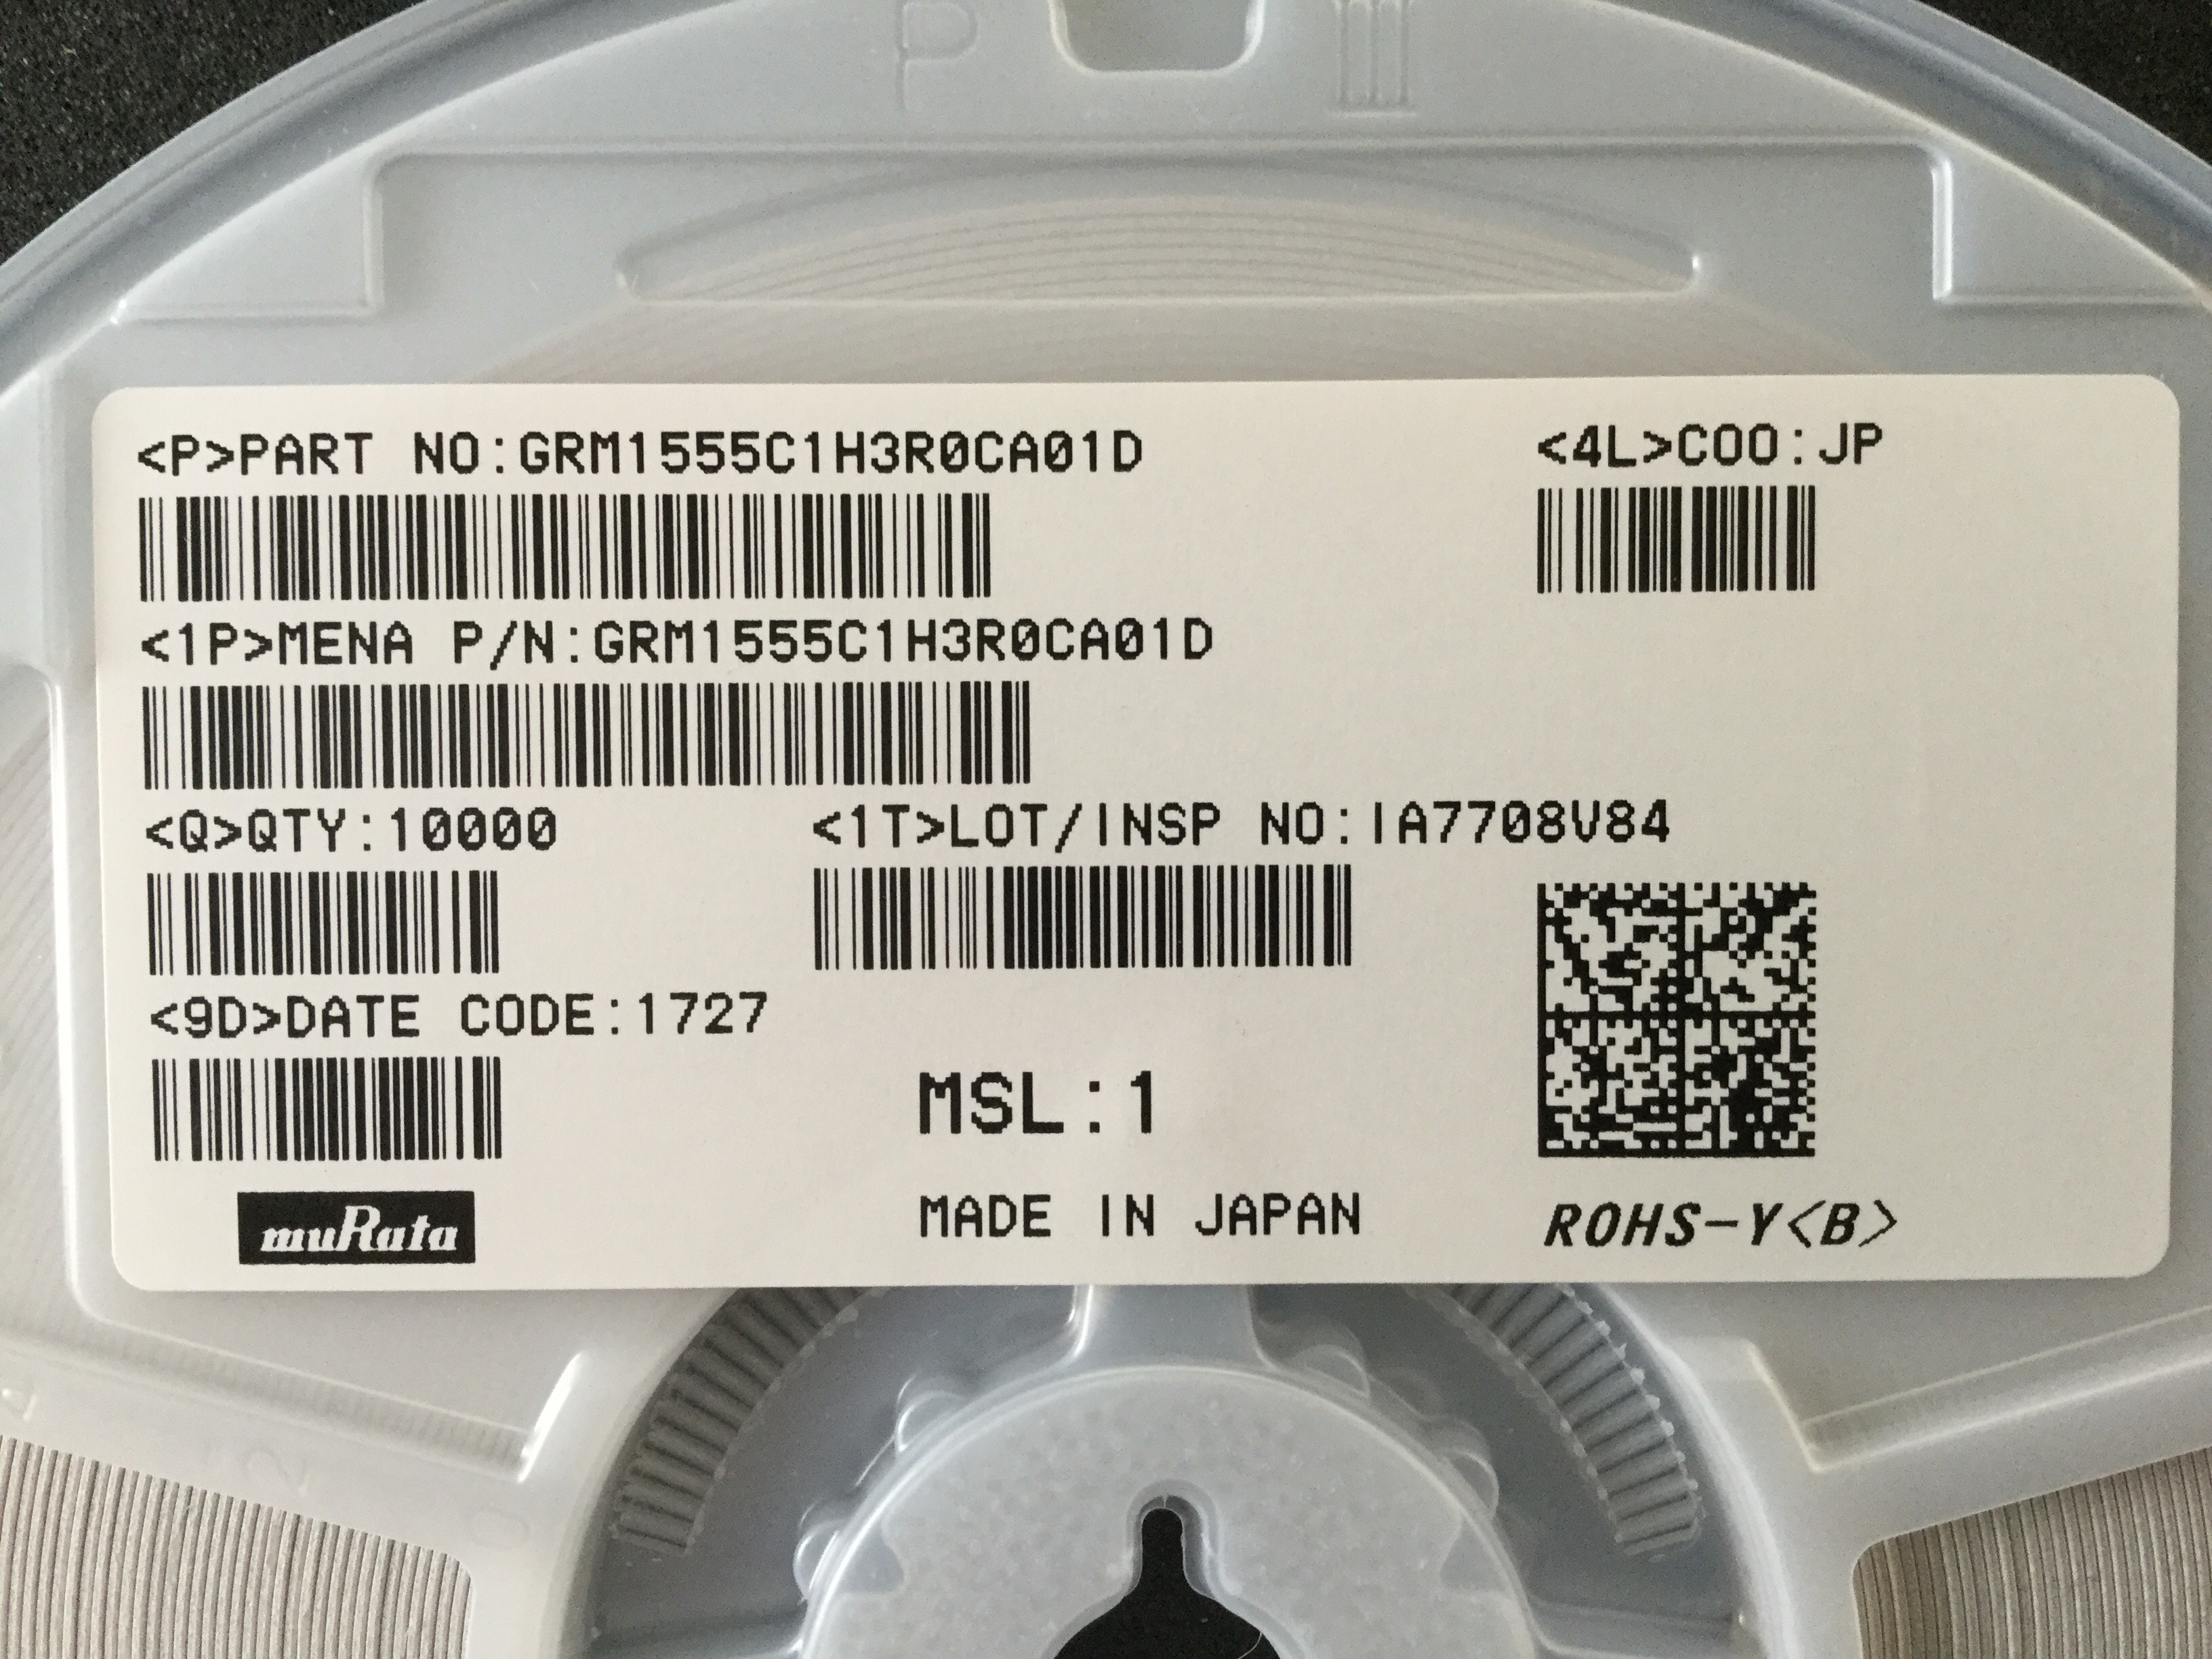 <P>PART NO:GRM1555C1H3R0CA01D
<4L>COO:JP
<1P>MENA P/N:GRM1555C1H3R0CA01D
<Q>QTY:10000
<1T>LOT/INSP NO:IA7708V84
<9D>DATE CODE:1727
MSL:1
muRata
MADE IN JAPAN
ROHS-Y<B>